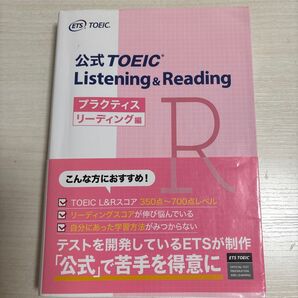 ETS TOEIC®
公式 TOEIC®
Listening & Reading
プラクティス
リーディング編
R
こんな方におすすめ!
TOEIC L&Rスコア 350点~700点レベル
リーディングスコアが伸び悩んでいる
自分にあった学習方法がみつからない
テストを開発しているETSが制作
「公式」で苦手を得意に
ETS TOEIC